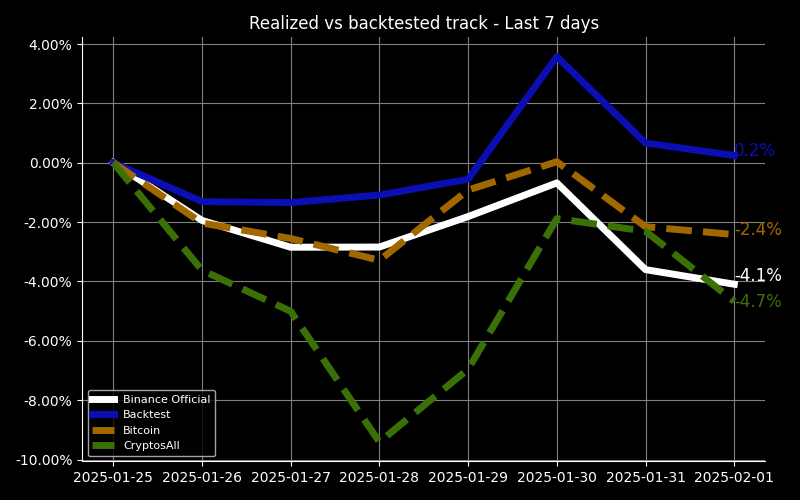 Realized vs backtested track - Last 7 days
4.00%
2.00%
0.00%
-2.00%
-4.00%
-6.00%
-8.00%
-10.00%
0.2%
-2.4%
-4.1%
-4.7%
Binance Official
Backtest
Bitcoin
CryptosAll
2025-01-25 2025-01-26 2025-01-27 2025-01-28 2025-01-29 2025-01-30 2025-01-31 2025-02-01